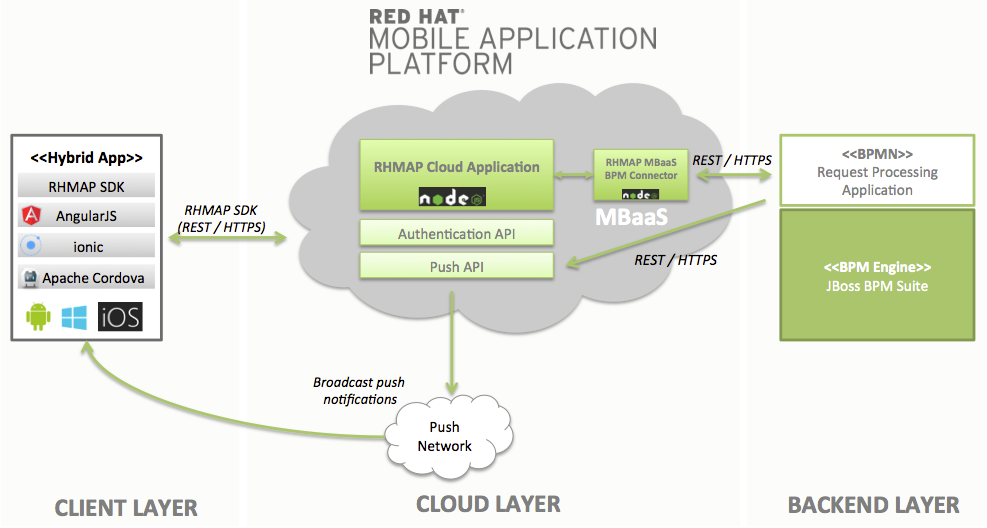 RED HAT®
MOBILE APPLICATION
PLATFORM
<<Hybrid App>>
RHMAP SDK
AngularJS
ionic
Apache Cordova
iOS
RHMAP SDK
(REST / HTTPS)
RHMAP Cloud Application
node JS
Authentication API
Push API
RHMAP MBaaS
BPM Connector
node
MBaaS
REST / HTTPS
REST / HTTPS
<<BPMN>>
Request Processing
Application
<<BPM Engine>>
JBoss BPM Suite
Broadcast push
notifications
Push
Network
CLIENT LAYER
CLOUD LAYER
BACKEND LAYER